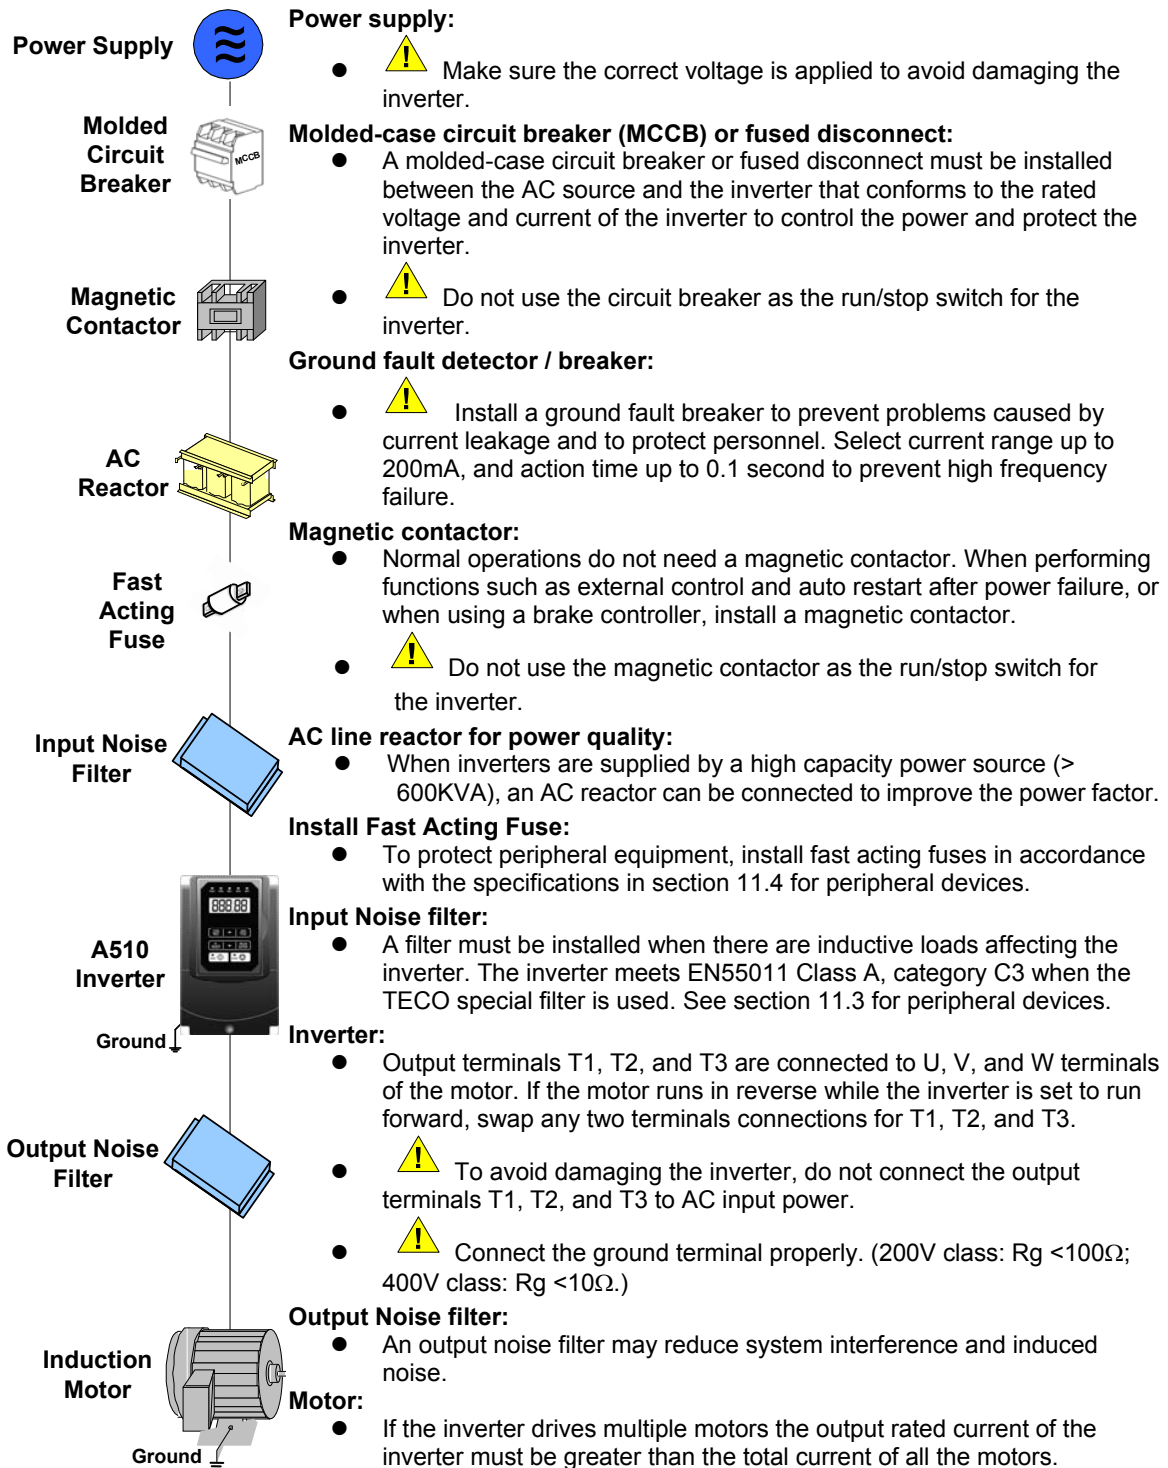 Power Supply
Molded
Circuit
Breaker
MCCB
Magnetic
Contactor
AC
Reactor
Fast
Acting
Fuse
Input Noise
Filter
A510
Inverter
Ground
Output Noise
Filter
Induction
Motor
Ground
Power supply:
● ! Make sure the correct voltage is applied to avoid damaging the
inverter.
Molded-case circuit breaker (MCCB) or fused disconnect:
● A molded-case circuit breaker or fused disconnect must be installed
between the AC source and the inverter that conforms to the rated
voltage and current of the inverter to control the power and protect the
inverter.
● ! Do not use the circuit breaker as the run/stop switch for the
inverter.
Ground fault detector / breaker:
● ! Install a ground fault breaker to prevent problems caused by
current leakage and to protect personnel. Select current range up to
200mA, and action time up to 0.1 second to prevent high frequency
failure.
Magnetic contactor:
● Normal operations do not need a magnetic contactor. When performing
functions such as external control and auto restart after power failure, or
when using a brake controller, install a magnetic contactor.
● ! Do not use the magnetic contactor as the run/stop switch for
the inverter.
AC line reactor for power quality:
● When inverters are supplied by a high capacity power source (>
600KVA), an AC reactor can be connected to improve the power factor.
Install Fast Acting Fuse:
● To protect peripheral equipment, install fast acting fuses in accordance
with the specifications in section 11.4 for peripheral devices.
Input Noise filter:
● A filter must be installed when there are inductive loads affecting the
inverter. The inverter meets EN55011 Class A, category C3 when the
TECO special filter is used. See section 11.3 for peripheral devices.
Inverter:
● Output terminals T1, T2, and T3 are connected to U, V, and W terminals
of the motor. If the motor runs in reverse while the inverter is set to run
forward, swap any two terminals connections for T1, T2, and T3.
● ! To avoid damaging the inverter, do not connect the output
terminals T1, T2, and T3 to AC input power.
● ! Connect the ground terminal properly. (200V class: Rg <100Ω;
400V class: Rg <10Ω.)
Output Noise filter:
● An output noise filter may reduce system interference and induced
noise.
Motor:
● If the inverter drives multiple motors the output rated current of the
inverter must be greater than the total current of all the motors.